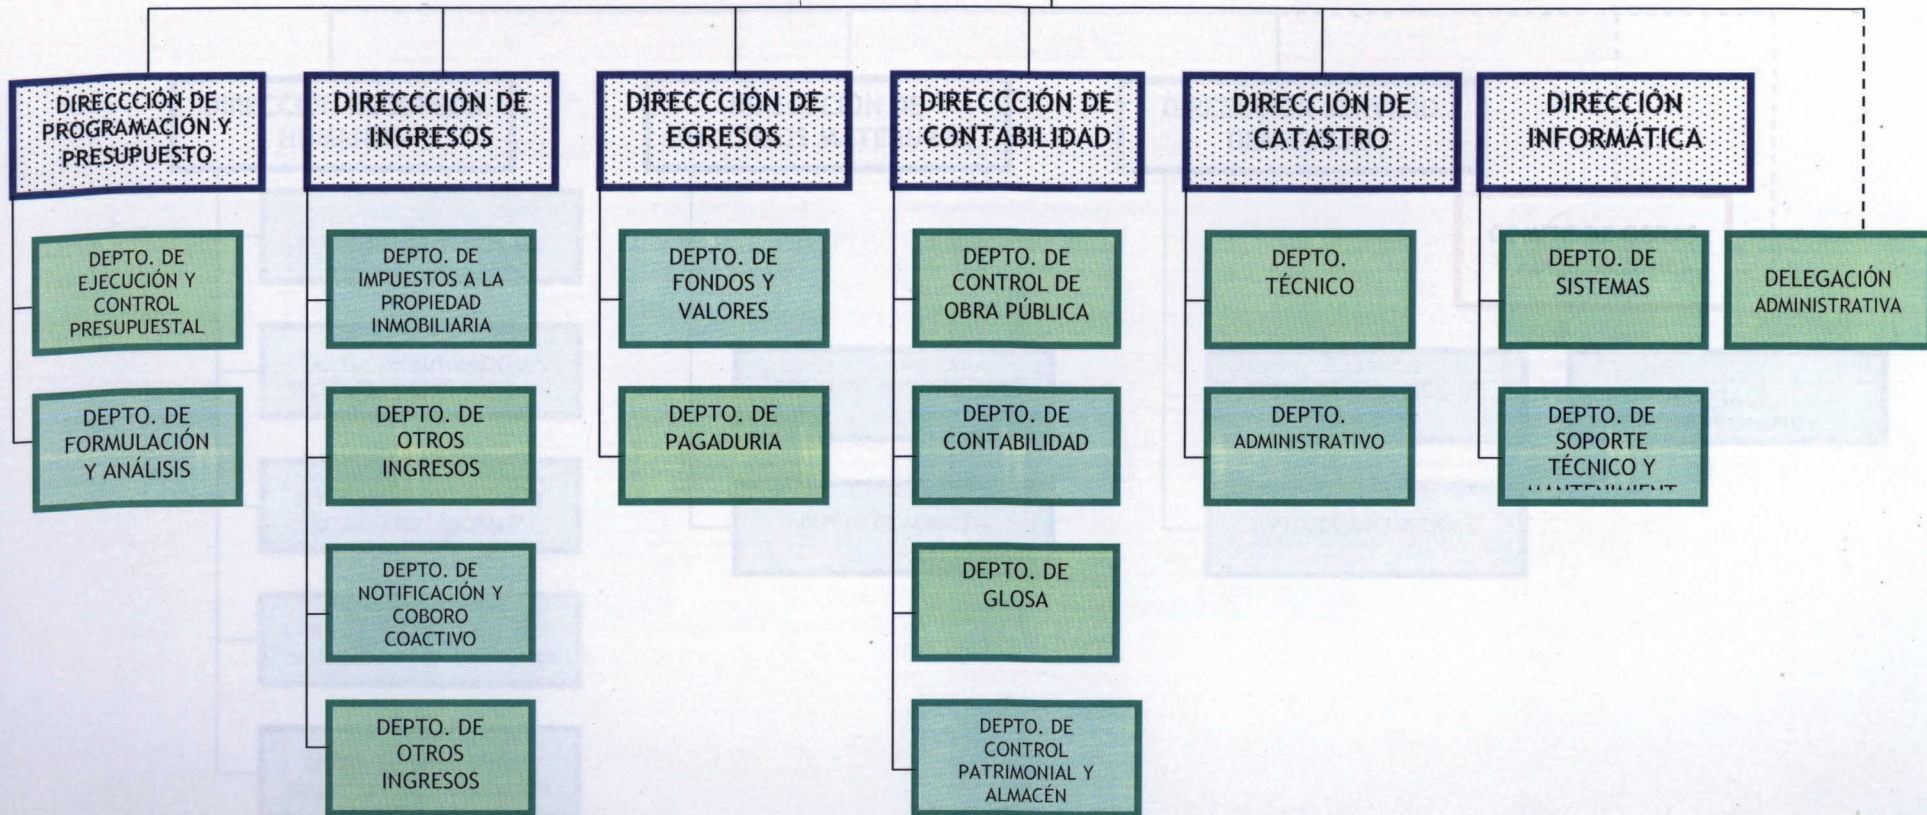 DIRECCCIÓN DE
PROGRAMACIÓN Y
PRESUPUESTO
DIRECCCIÓN DE
INGRESOS
DIRECCCIÓN DE
EGRESOS
DIRECCCIÓN DE
CONTABILIDAD
DIRECCIÓN DE
CATASTRO
DIRECCIÓN
INFORMÁTICA
DEPTO. DE
EJECUCIÓN Y
CONTROL
PRESUPUESTAL
DEPTO. DE
IMPUESTOS A LA
PROPIEDAD
INMOBILIARIA
DEPTO. DE
FONDOS Y
VALORES
DEPTO. DE
CONTROL DE
OBRA PÚBLICA
DEPTO.
TÉCNICO
DEPTO. DE
SISTEMAS
DELEGACIÓN
ADMINISTRATIVA
DEPTO. DE
FORMULACIÓN
Y ANÁLISIS
DEPTO. DE
OTROS
INGRESOS
DEPTO. DE
PAGADURIA
DEPTO. DE
CONTABILIDAD
DEPTO.
ADMINISTRATIVO
DEPTO. DE
SOPORTE
TÉCNICO Y
MANTENIMIENT
DEPTO. DE
NOTIFICACIÓN Y
COBORO
COACTIVO
DEPTO. DE
GLOSA
DEPTO. DE
OTROS
INGRESOS
DEPTO. DE
CONTROL
PATRIMONIAL Y
ALMACÉN